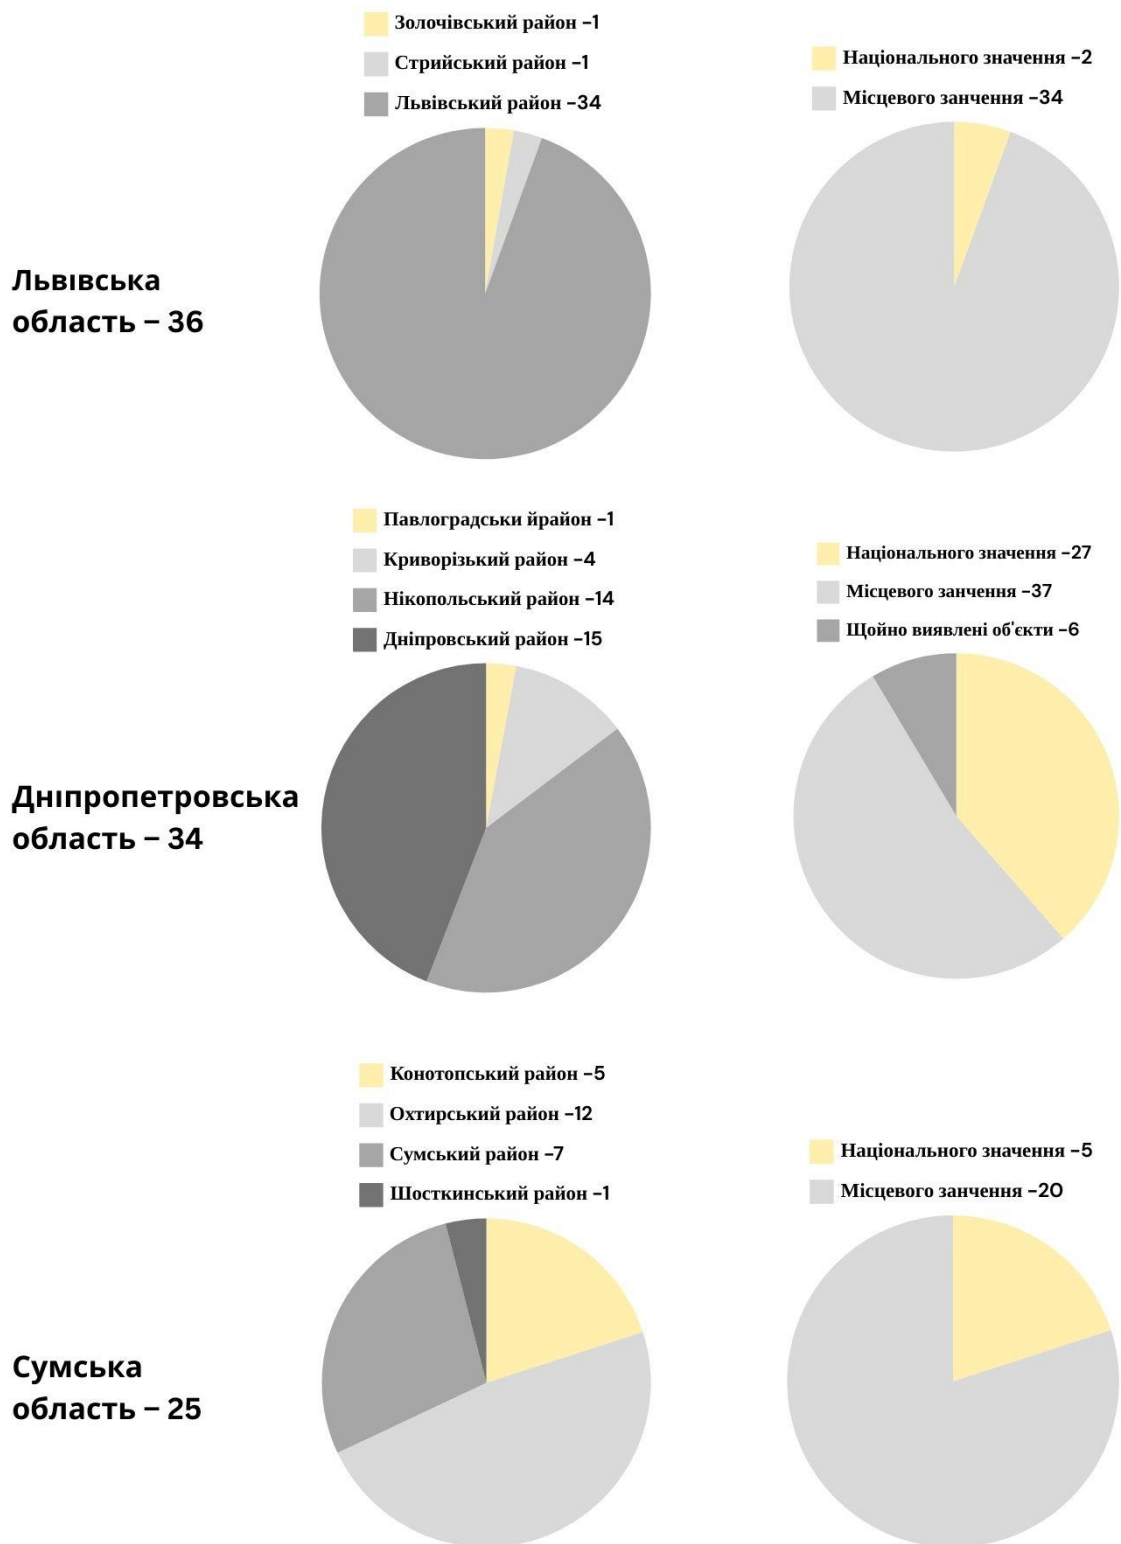 Золочівський район –1
Стрийський район –1
Львівський район –34
Національного значення –2
Місцевого занчення –34
Львівська
область – 36
Павлоградськи йрайон –1
Криворізький район –4
Нікопольський район –14
Дніпровський район –15
Національного значення –27
Місцевого занчення –37
Щойно виявлені об'єкти –6
Дніпропетровська
область – 34
Конотопський район –5
Охтирський район –12
Сумський район –7
Шосткинський район –1
Національного значення –5
Місцевого занчення –20
Сумська
область – 25